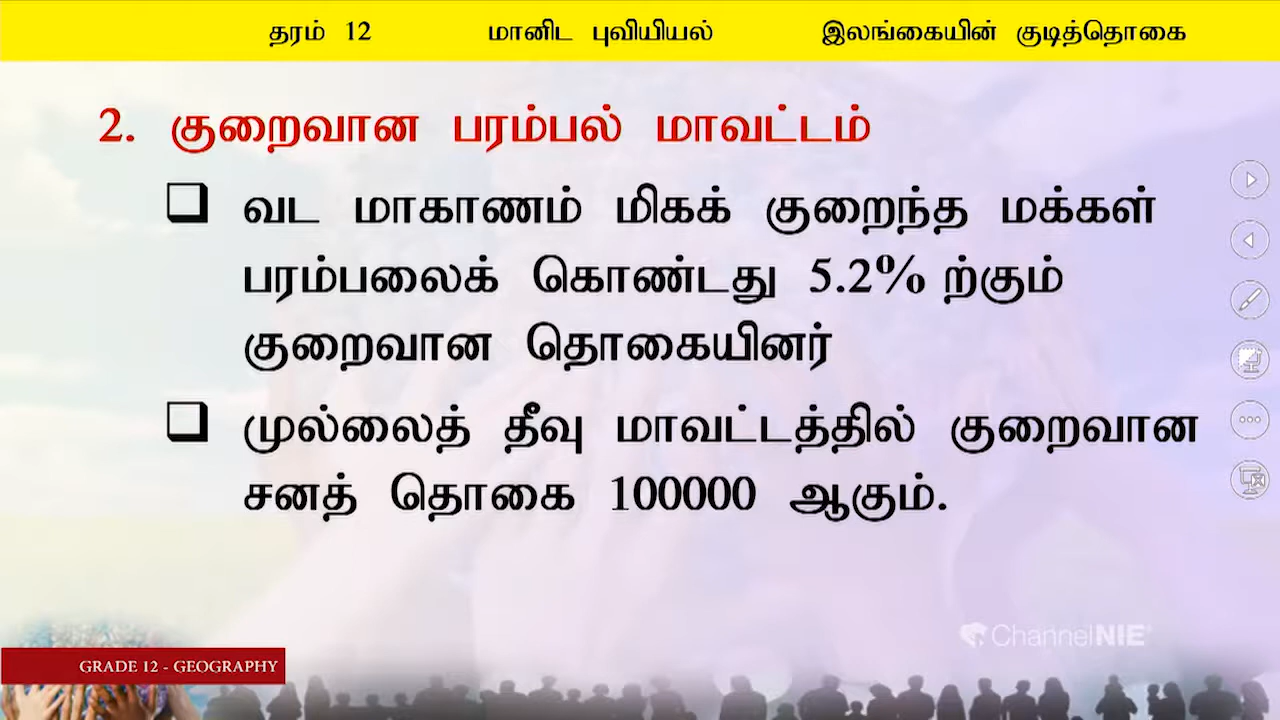 தரம் 12 மானிட புவியியல் இலங்கையின் குடித்தொகை
2. குறைவான பரம்பல் மாவட்டம்
❑ வட மாகாணம் மிகக் குறைந்த மக்கள்
பரம்பலைக் கொண்டது 5.2% ற்கும்
குறைவான தொகையினர்
❑ முல்லைத் தீவு மாவட்டத்தில் குறைவான
சனத் தொகை 100000 ஆகும்.
ChannelNIE
GRADE 12 - GEOGRAPHY